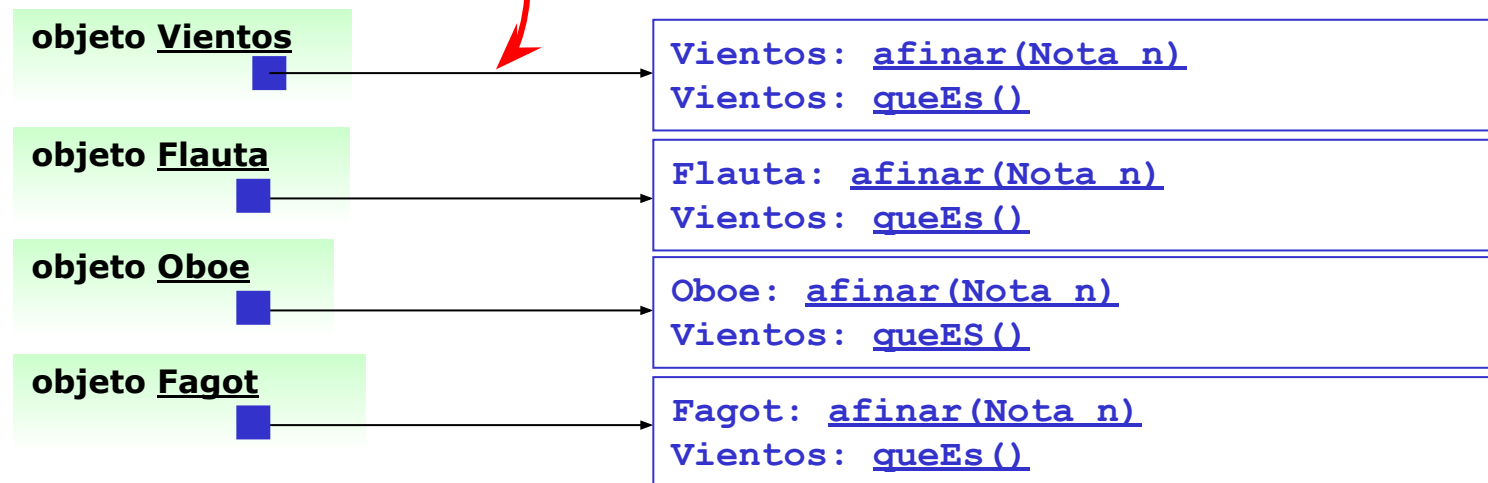 objeto Vientos
Vientos: afinar(Nota n)
Vientos: queEs()
objeto Flauta
Flauta: afinar(Nota n)
Vientos: queEs()
objeto Oboe
Oboe: afinar(Nota n)
Vientos: queES()
objeto Fagot
Fagot: afinar(Nota n)
Vientos: queEs()